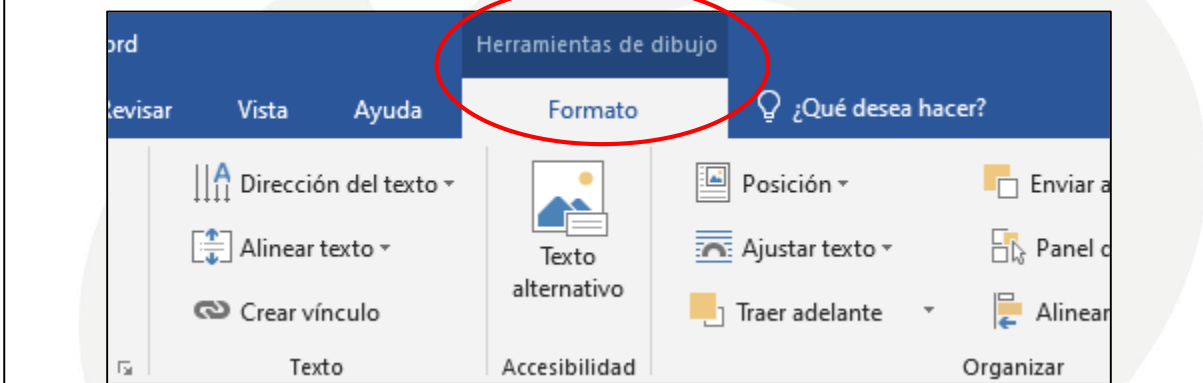 ord Herramientas de dibujo
Revisar Vista Ayuda Formato ¿Qué desea hacer?
Dirección del texto Posición Enviar a
Alinear texto Texto alternativo Ajustar texto Panel d
Crear vínculo Traer adelante Alinear
Texto Accesibilidad Organizar